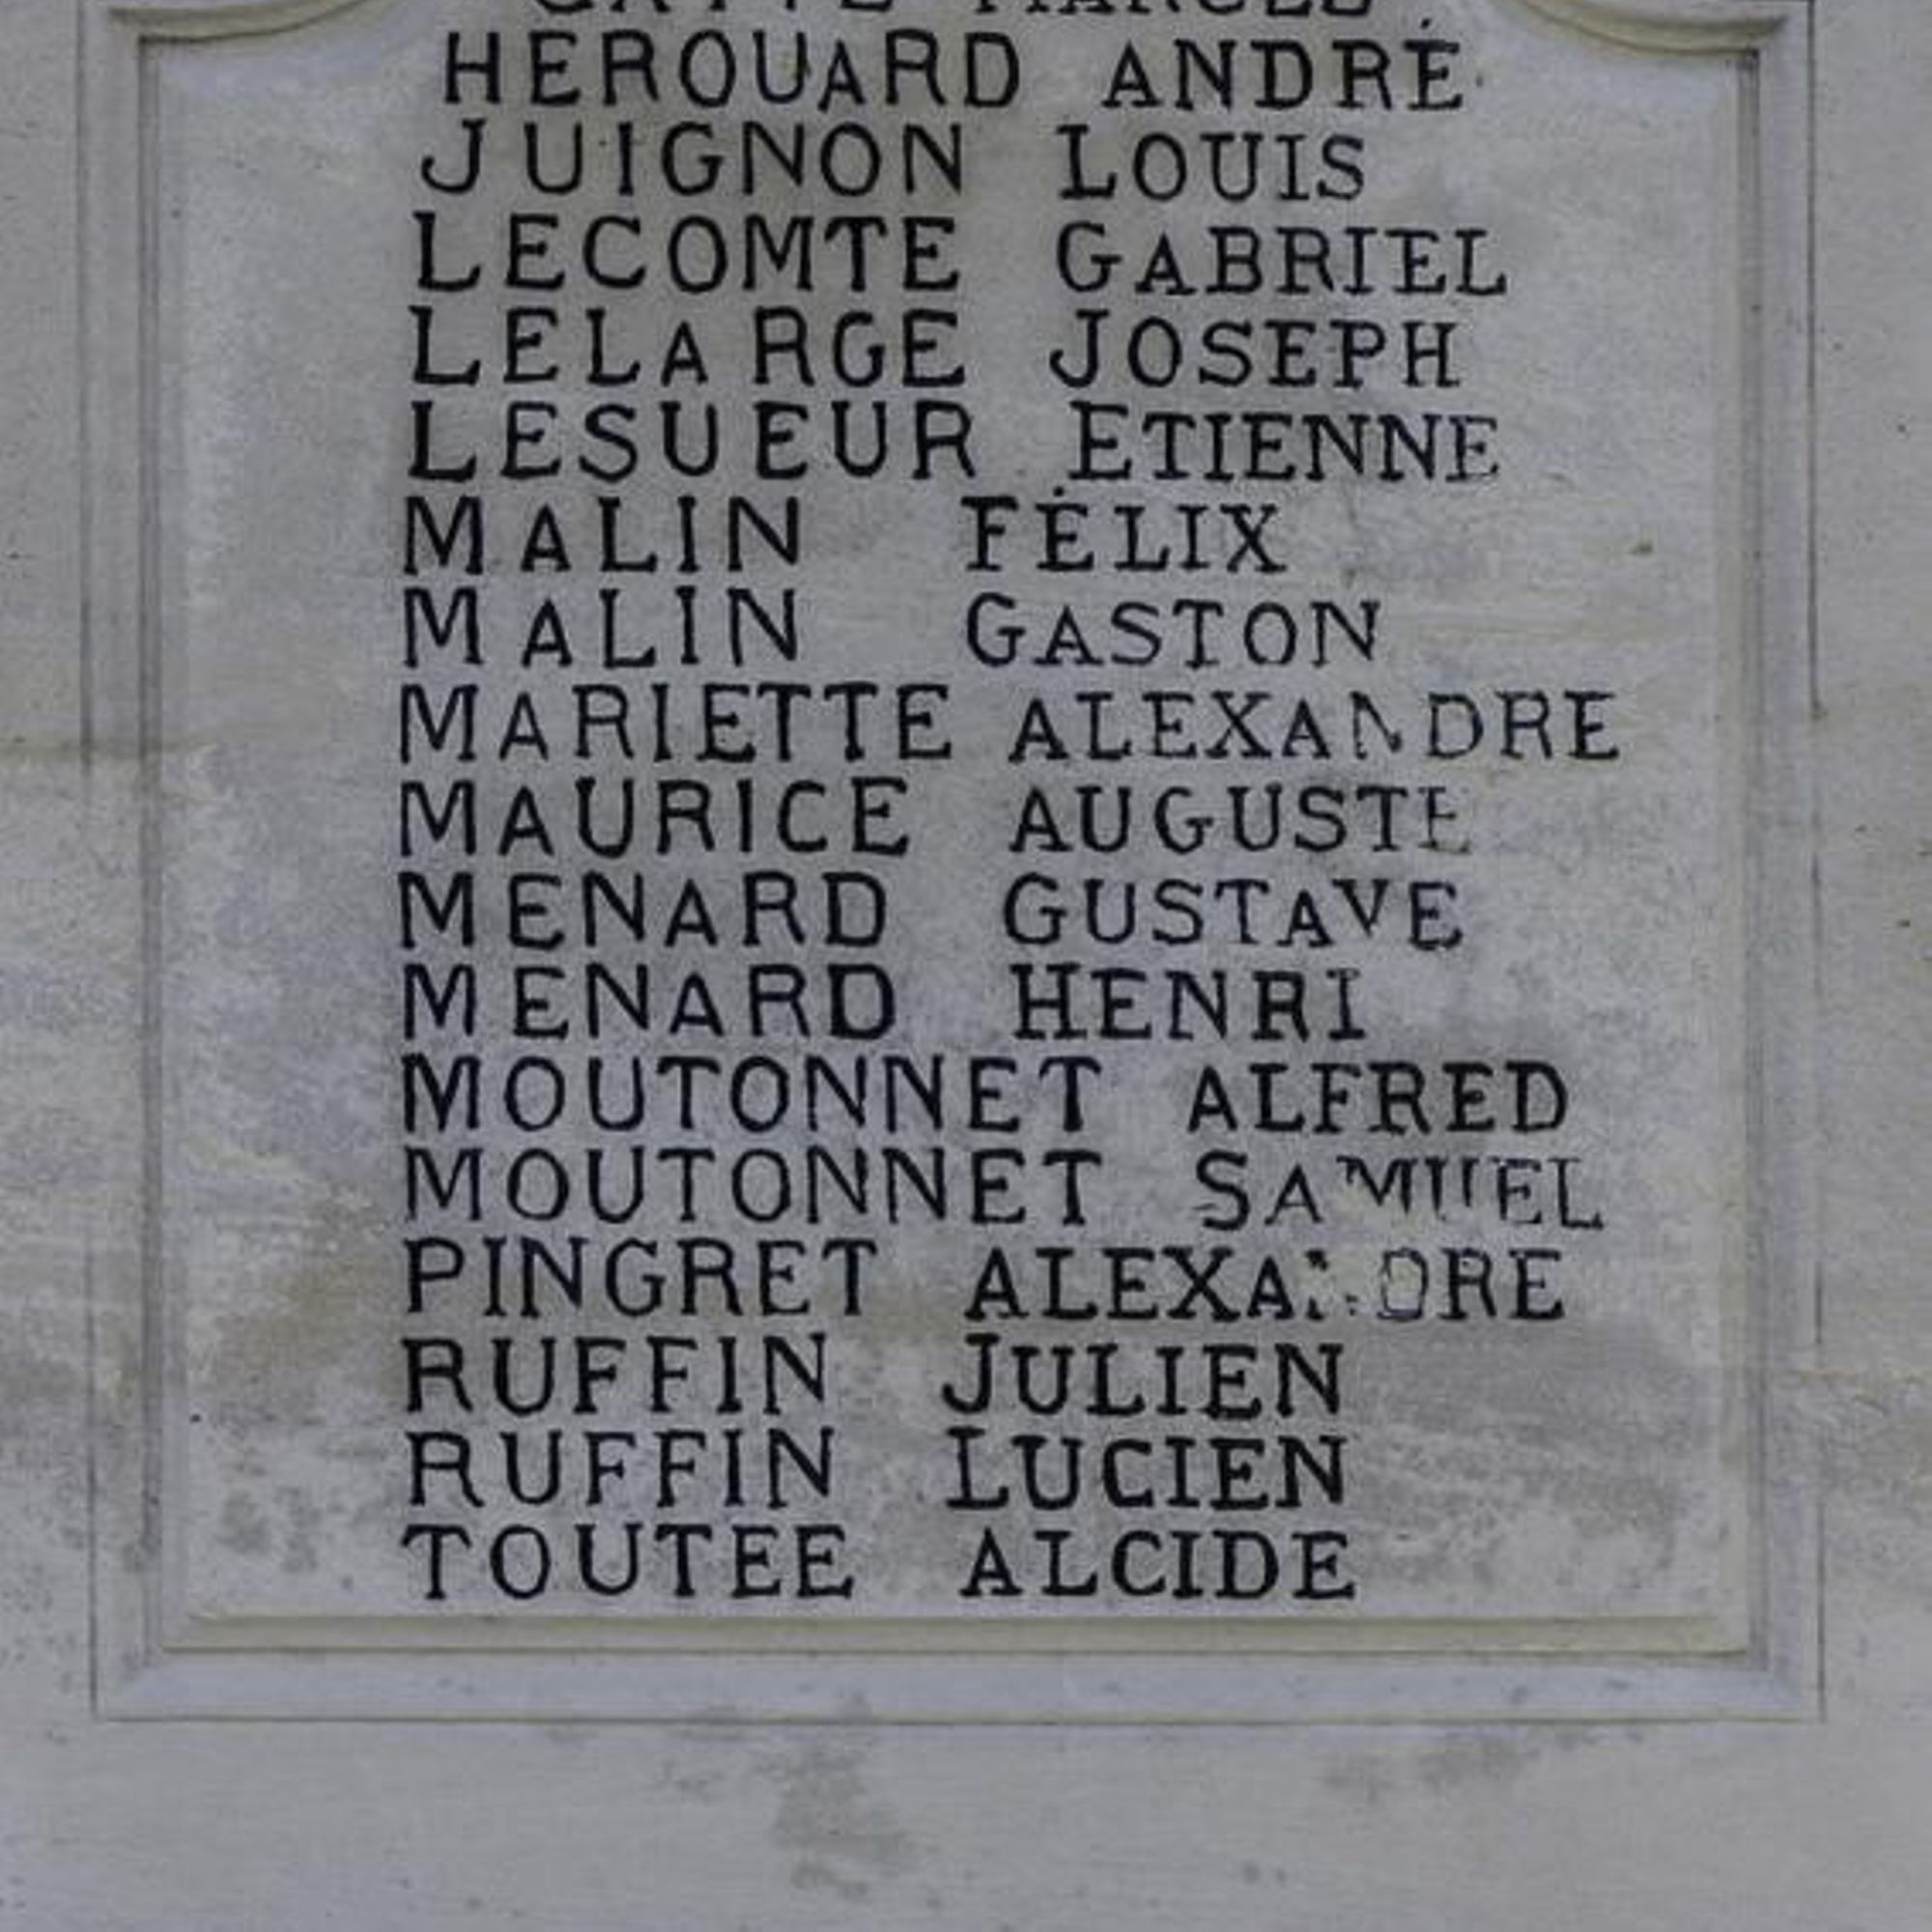 MARCEL
HEROUARD ANDRÉ
JUIGNON LOUIS
LECOMTE GABRIEL
LELARGE JOSEPH
LESUEUR ETIENNE
MALIN FÉLIX
MALIN GASTON
MARIETTE ALEXANDRE
MAURICE AUGUSTE
MENARD GUSTAVE
MENARD HENRI
MOUTONNET ALFRED
MOUTONNET SAMUEL
PINGRET ALEXANDRE
RUFFIN JULIEN
RUFFIN LUCIEN
TOUTEE ALCIDE